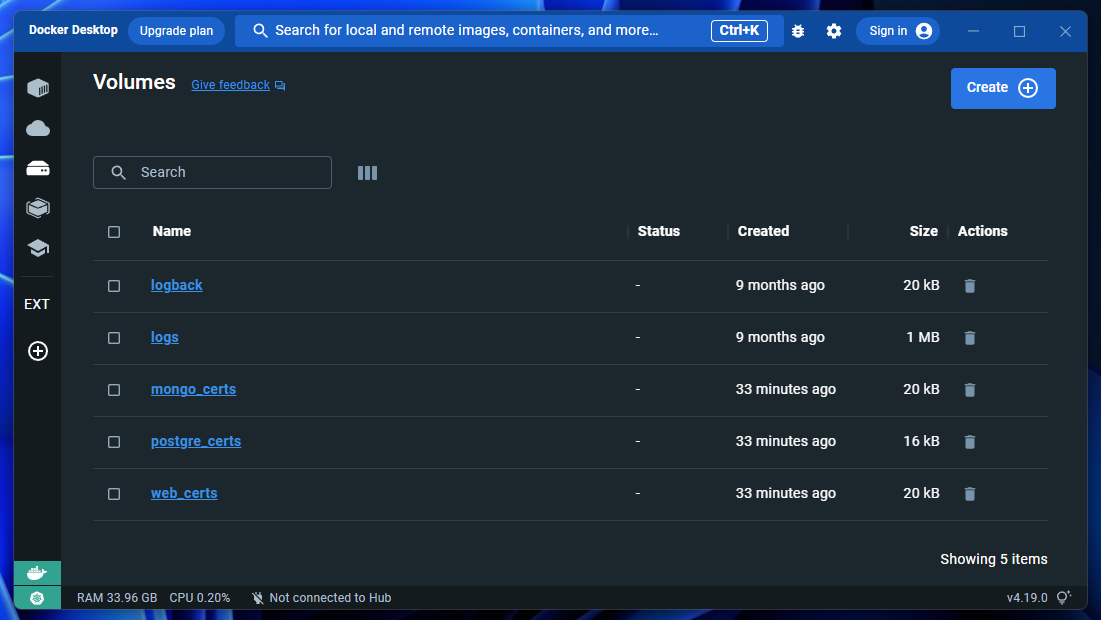 Docker Desktop Upgrade plan Search for local and remote images, containers, and more... Ctrl+K Sign in
Volumes Give feedback
Create
Search
Name Status Created Size Actions
logback - 9 months ago 20 kB
logs - 9 months ago 1 MB
mongo_certs - 33 minutes ago 20 kB
postgre_certs - 33 minutes ago 16 kB
web_certs - 33 minutes ago 20 kB
EXT
Showing 5 items
RAM 33.96 GB CPU 0.20% Not connected to Hub v4.19.0